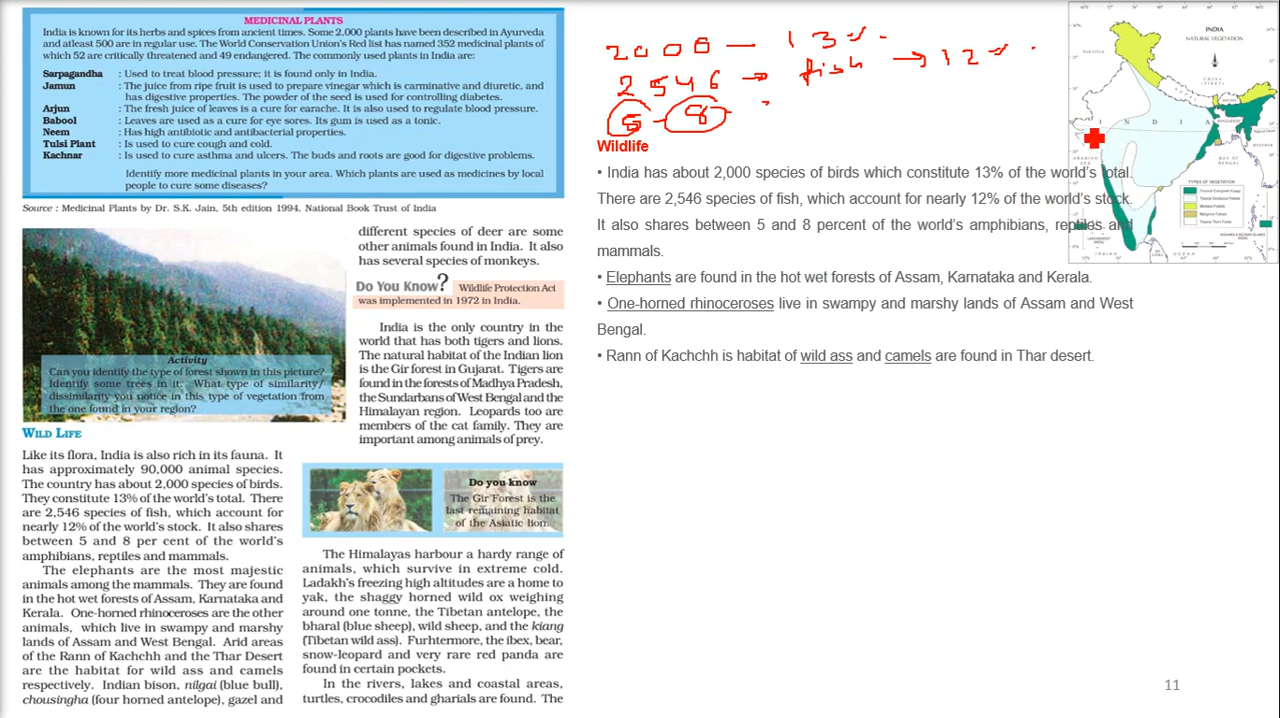 MEDICINAL PLANTS
India is known for its herbs and spices from ancient times. Some 2,000 plants have been described in Ayurveda
and atleast 500 are in regular use. The World Conservation Union's Red list has named 352 medicinal plants of
which 52 are critically threatened and 49 endangered. The commonly used plants in India are:
Sarpagandha : Used to treat blood pressure; it is found only in India.
Jamun : The juice from ripe fruit is used to prepare vinegar which is carminative and diuretic, and
has digestive properties. The powder of the seed is used for controlling diabetes.
Arjun : The fresh juice of leaves is a cure for earache. It is also used to regulate blood pressure.
Babool : Leaves are used as a cure for eye sores. Its gum is used as a tonic.
Neem : Has high antibiotic and antibacterial properties.
Tulsi Plant : Is used to cure cough and cold.
Kachnar : Is used to cure asthma and ulcers. The buds and roots are good for digestive problems.
Identify more medicinal plants in your area. Which plants are used as medicines by local
people to cure some diseases?
Source : Medicinal Plants by Dr. S.K. Jain, 5th edition 1994, National Book Trust of India
Activity
Can you identify the type of forest shown in this picture?
Identify some trees in it. What type of similarity/
dissimilarity you notice in this type of vegetation from
the one found in your region?
WILD LIFE
Like its flora, India is also rich in its fauna. It
has approximately 90,000 animal species.
The country has about 2,000 species of birds.
They constitute 13% of the world's total. There
are 2,546 species of fish, which account for
nearly 12% of the world's stock. It also shares
between 5 and 8 per cent of the world's
amphibians, reptiles and mammals.
The elephants are the most majestic
animals among the mammals. They are found
in the hot wet forests of Assam, Karnataka and
Kerala. One-horned rhinoceroses are the other
animals, which live in swampy and marshy
lands of Assam and West Bengal. Arid areas
of the Rann of Kachchh and the Thar Desert
are the habitat for wild ass and camels
respectively. Indian bison, nilgai (blue bull),
chousingha (four horned antelope), gazel and
different species of deer are some
other animals found in India. It also
has several species of monkeys.
Do You Know? Wildlife Protection Act
was implemented in 1972 in India.
India is the only country in the
world that has both tigers and lions.
The natural habitat of the Indian lion
is the Gir forest in Gujarat. Tigers are
found in the forests of Madhya Pradesh,
the Sundarbans of West Bengal and the
Himalayan region. Leopards too are
members of the cat family. They are
important among animals of prey.
Do you know
The Gir Forest is the
last remaining habitat
of the Asiatic lion.
The Himalayas harbour a hardy range of
animals, which survive in extreme cold.
Ladakh's freezing high altitudes are a home to
yak, the shaggy horned wild ox weighing
around one tonne, the Tibetan antelope, the
bharal (blue sheep), wild sheep, and the kiang
(Tibetan wild ass). Furhtermore, the ibex, bear,
snow-leopard and very rare red panda are
found in certain pockets.
In the rivers, lakes and coastal areas,
turtles, crocodiles and gharials are found. The
2000 – 13%
2546 → fish → 12%
5 - 8
Wildlife
• India has about 2,000 species of birds which constitute 13% of the world's total.
There are 2,546 species of fish, which account for nearly 12% of the world's stock.
It also shares between 5 and 8 percent of the world's amphibians, reptiles and
mammals.
• Elephants are found in the hot wet forests of Assam, Karnataka and Kerala.
• One-horned rhinoceroses live in swampy and marshy lands of Assam and West
Bengal.
• Rann of Kachchh is habitat of wild ass and camels are found in Thar desert.
INDIA
NATURAL VEGETATION
INDIA
TYPES OF VEGETATION
11